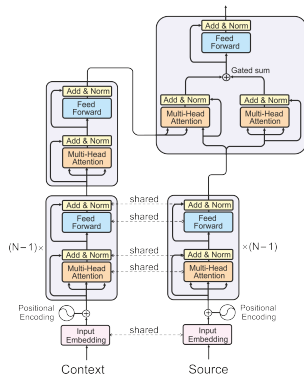 Add & Norm
Feed
Forward
Gated sum
Add & Norm
Multi-Head
Attention
Add & Norm
Multi-Head
Attention
Add & Norm
Feed
Forward
Add & Norm
Multi-Head
Attention
Add & Norm
Feed
Forward
Add & Norm
Multi-Head
Attention
(N−1)×
Positional
Encoding
Input
Embedding
Context
shared
shared
shared
shared
shared
Add & Norm
Feed
Forward
Add & Norm
Multi-Head
Attention
×(N−1)
Positional
Encoding
Input
Embedding
Source